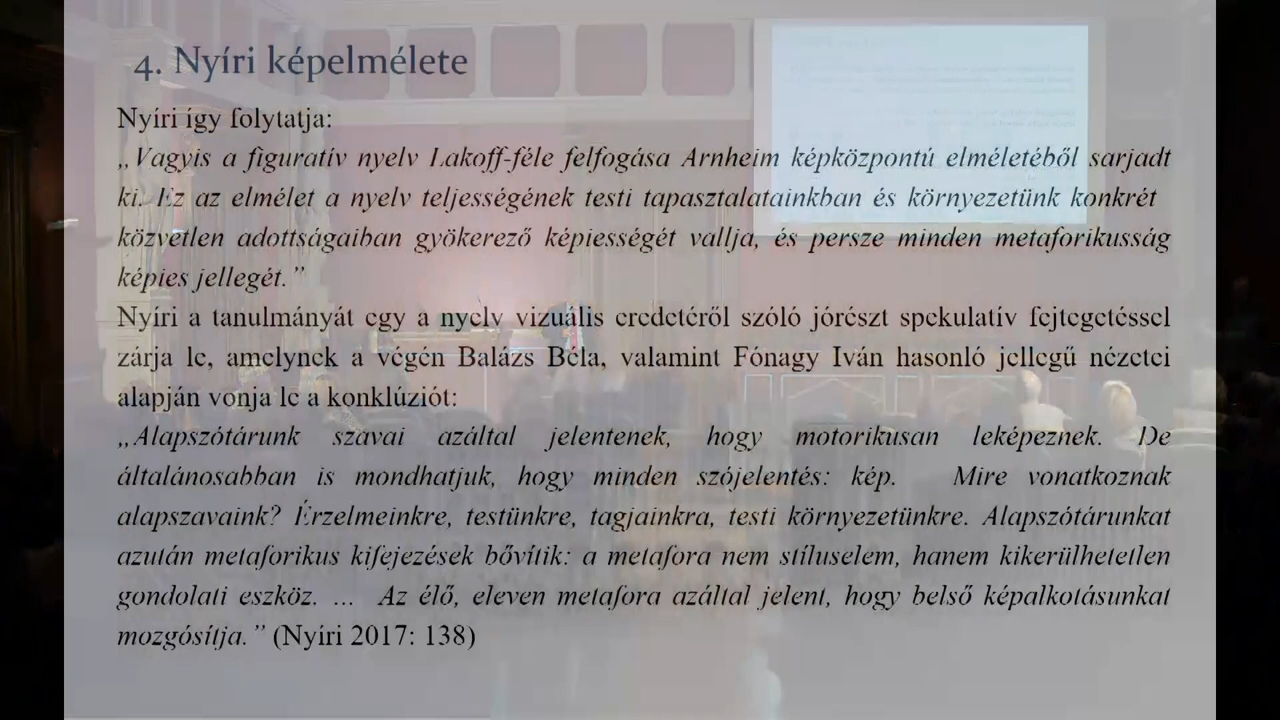 4. Nyíri képelmélete
Nyíri így folytatja:
„Vagyis a figuratív nyelv Lakoff-féle felfogása Arnheim képközpontú elméletéből sarjadt
ki. Ez az elmélet a nyelv teljességének testi tapasztalatainkban és környezetünk konkrét
közvetlen adottságaiban gyökerező képiességét vallja, és persze minden metaforikusság
képies jellegét.”
Nyíri a tanulmányát egy a nyelv vizuális eredetéről szóló jórészt spekulatív fejtegetéssel
zárja le, amelynek a végén Balázs Béla, valamint Fónagy Iván hasonló jellegű nézetei
alapján vonja le a konklúziót:
„Alapszótárunk szavai azáltal jelentenek, hogy motorikusan leképeznek. De
általánosabban is mondhatjuk, hogy minden szójelentés: kép. Mire vonatkoznak
alapszavaink? Érzelmeinkre, testünkre, tagjainkra, testi környezetünkre. Alapszótárunkat
azután metaforikus kifejezések bővítik: a metafora nem stíluselem, hanem kikerülhetetlen
gondolati eszköz. ... Az élő, eleven metafora azáltal jelent, hogy belső képalkotásunkat
mozgósítja.” (Nyíri 2017: 138)